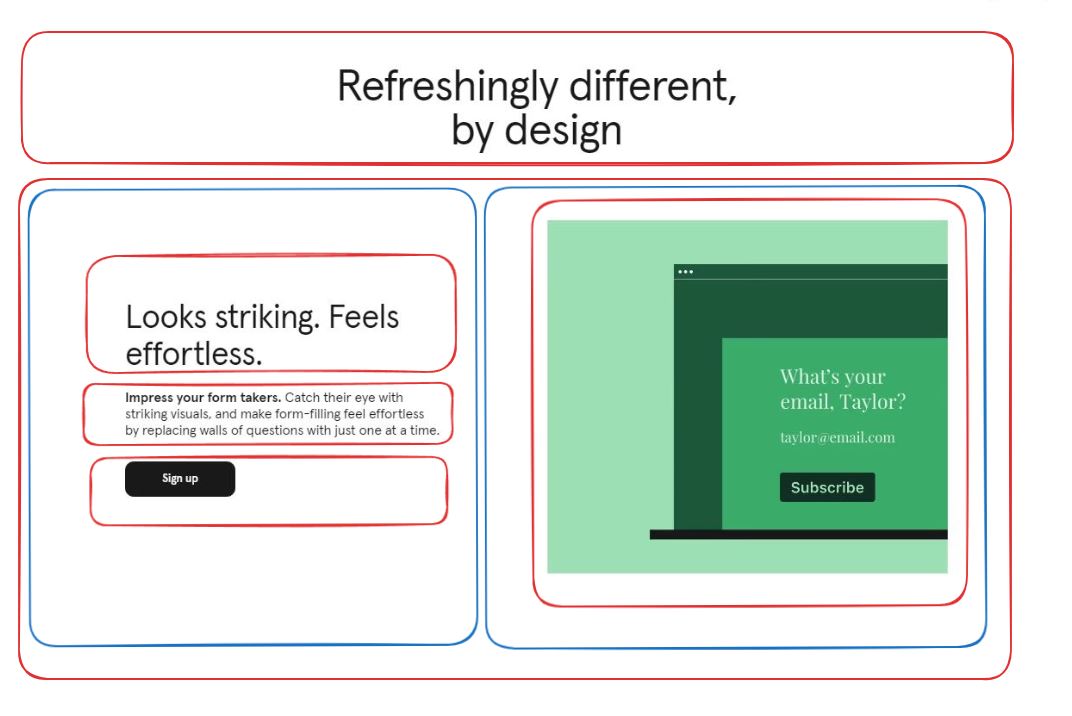 Refreshingly different,
by design
Looks striking. Feels
effortless.
Impress your form takers. Catch their eye with
striking visuals, and make form-filling feel effortless
by replacing walls of questions with just one at a time.
Sign up
What's your
email, Taylor?
taylor@email.com
Subscribe